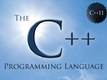 THE
C++
PROGRAMMING LANGUAGE
C++11